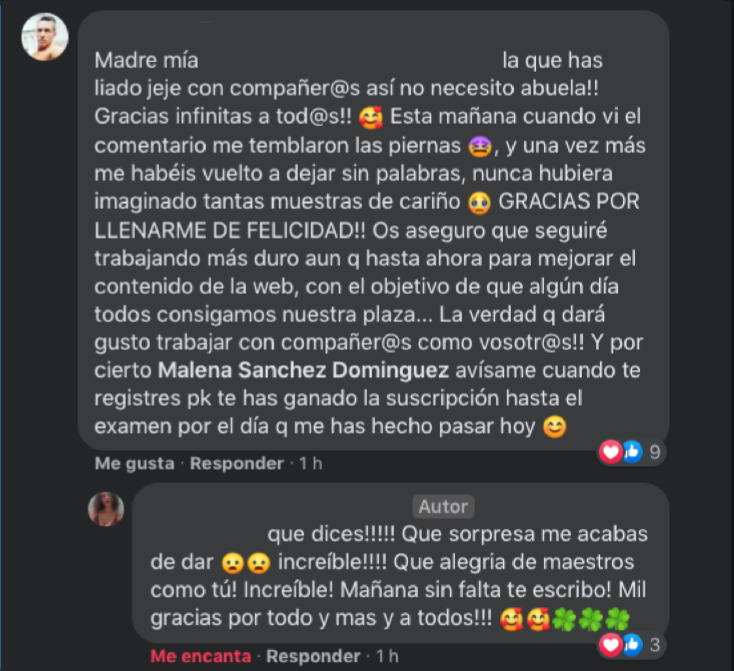 Madre mía la que has
liado jeje con compañer@s así no necesito abuela!!
Gracias infinitas a tod@s!! 🥰 Esta mañana cuando vi el
comentario me temblaron las piernas 😖, y una vez más
me habéis vuelto a dejar sin palabras, nunca hubiera
imaginado tantas muestras de cariño 🥹 GRACIAS POR
LLENARME DE FELICIDAD!! Os aseguro que seguiré
trabajando más duro aun q hasta ahora para mejorar el
contenido de la web, con el objetivo de que algún día
todos consigamos nuestra plaza... La verdad q dará
gusto trabajar con compañer@s como vosotr@s!! Y por
cierto Malena Sanchez Dominguez avísame cuando te
registres pk te has ganado la suscripción hasta el
examen por el día q me has hecho pasar hoy 😊
9
Me gusta · Responder · 1 h
Autor
que dices!!!!! Que sorpresa me acabas
de dar 😦😦 increíble!!!! Que alegria de maestros
como tú! Increíble! Mañana sin falta te escribo! Mil
gracias por todo y mas y a todos!!! 🥰🥰🍀🍀🍀
3
Me encanta · Responder · 1 h